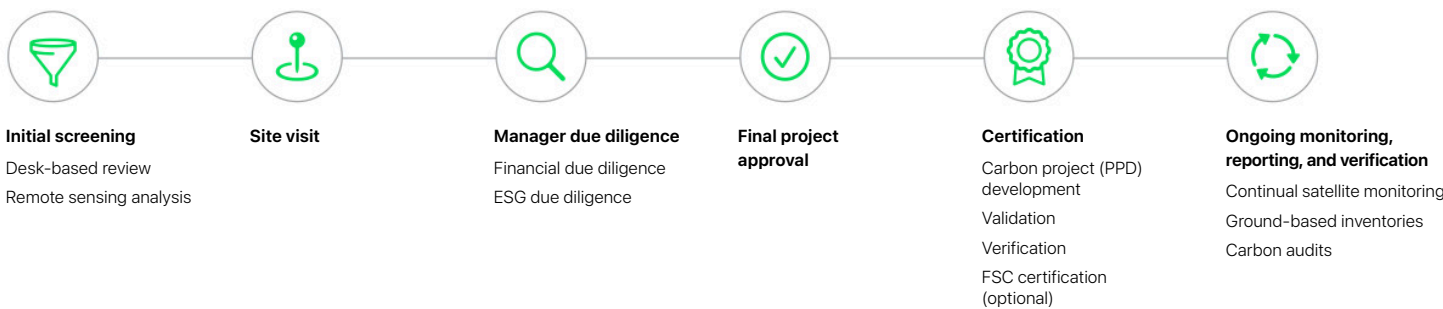 Initial screening
Desk-based review
Remote sensing analysis
Site visit
Manager due diligence
Financial due diligence
ESG due diligence
Final project
approval
Certification
Carbon project (PPD)
development
Validation
Verification
FSC certification
(optional)
Ongoing monitoring,
reporting, and verification
Continual satellite monitoring
Ground-based inventories
Carbon audits